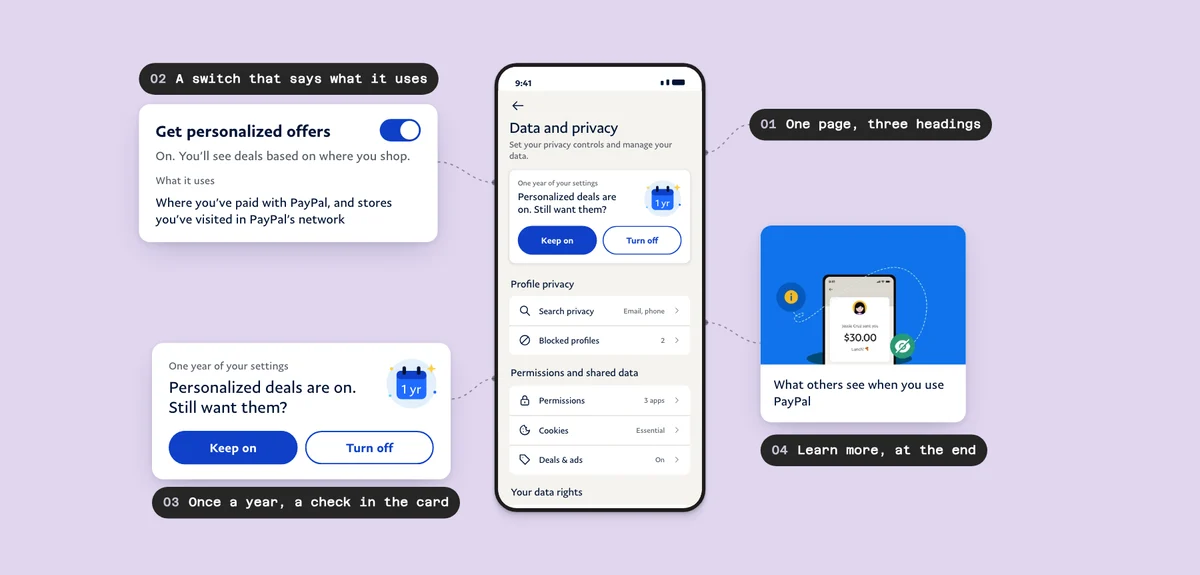 02 A switch that says what it uses
Get personalized offers
On. You'll see deals based on where you shop.
What it uses
Where you've paid with PayPal, and stores
you've visited in PayPal's network
One year of your settings
Personalized deals are on.
Still want them?
1 yr
Keep on
Turn off
03 Once a year, a check in the card
9:41
Data and privacy
Set your privacy controls and manage your
data.
One year of your settings
Personalized deals are
on. Still want them?
1 yr
Keep on
Turn off
Profile privacy
Search privacy
Email, phone
Blocked profiles
2
Permissions and shared data
Permissions
3 apps
Cookies
Essential
Deals & ads
On
Your data rights
01 One page, three headings
$30.00
What others see when you use
PayPal
04 Learn more, at the end